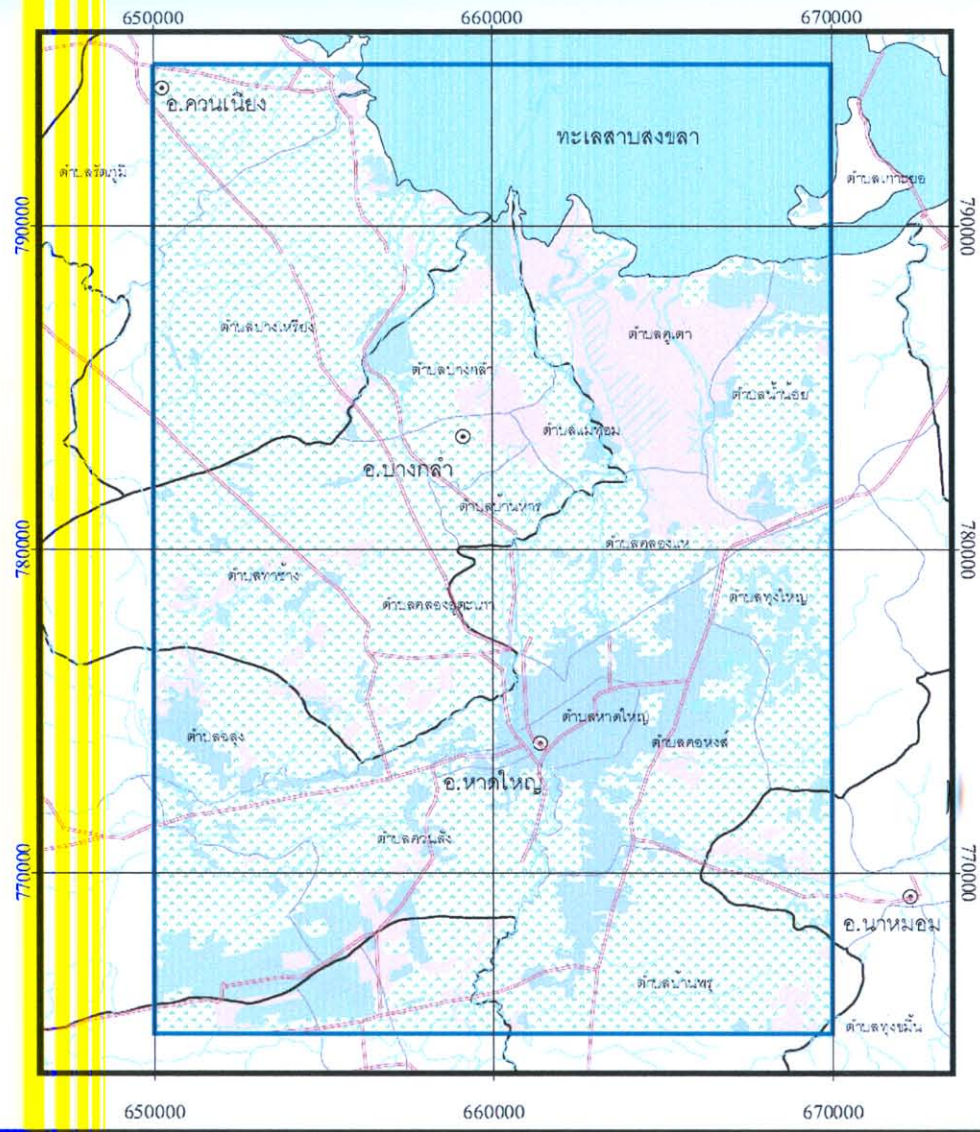 650000
660000
670000
อ.ควนเนียง
ทะเลสาบสงขลา
ตำบลรัตภูมิ
ตำบลเกาะยอ
790000
790000
ตำบลบางเหรียง
ตำบลคูเตา
ตำบลบางกล่ำ
ตำบลน้ำน้อย
ตำบลแม่ทอม
อ.บางกล่ำ
ตำบลบ้านหาร
780000
780000
ตำบลคลองแห
ตำบลท่าช้าง
ตำบลทุ่งใหญ่
ตำบลคลองอู่ตะเภา
ตำบลหาดใหญ่
ตำบลฉลุง
ตำบลคอหงส์
อ.หาดใหญ่
ตำบลควนลัง
770000
770000
อ.นาหม่อม
ตำบลบ้านพรุ
ตำบลทุ่งขมิ้น
650000
660000
670000